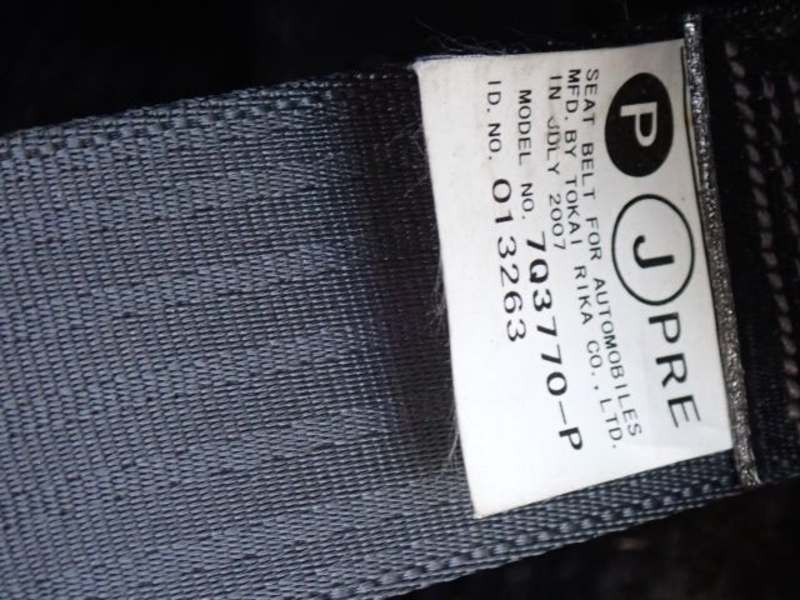 P J PRE
SEAT BELT FOR AUTOMOBILES
MFD. BY TOKAI RIKA CO., LTD.
IN JULY 2007
MODEL NO. 7Q3770-P
ID. NO. 013263